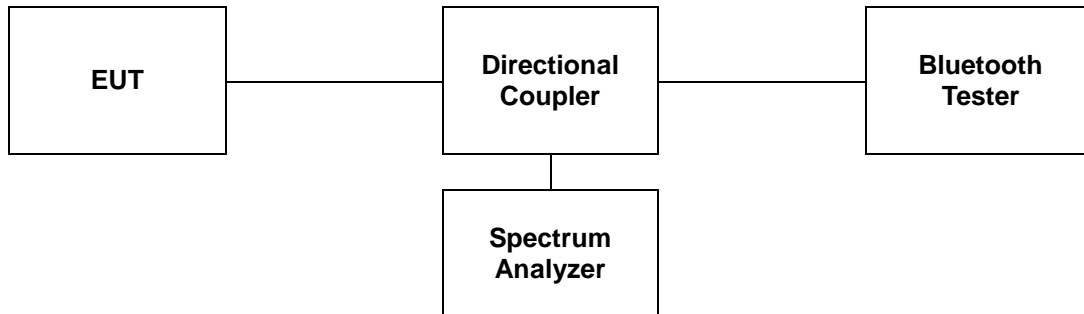 EUT
Directional
Coupler
Bluetooth
Tester
Spectrum
Analyzer